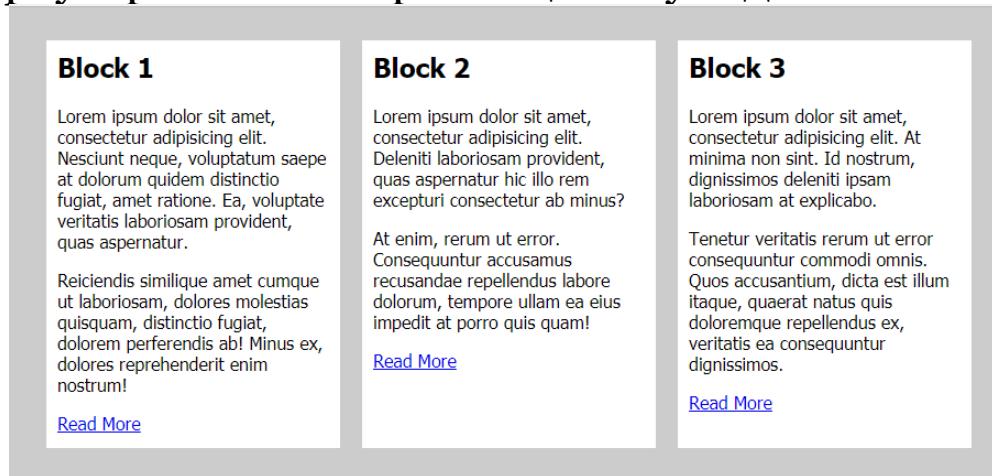 Block 1
Lorem ipsum dolor sit amet,
consectetur adipisicing elit.
Nesciunt neque, voluptatum saepe
at dolorum quidem distinctio
fugiat, amet ratione. Ea, voluptate
veritatis laboriosam provident,
quas aspernatur.
Reiciendis similique amet cumque
ut laboriosam, dolores molestias
quisquam, distinctio fugiat,
dolorem perferendis ab! Minus ex,
dolores reprehenderit enim
nostrum!
Read More
Block 2
Lorem ipsum dolor sit amet,
consectetur adipisicing elit.
Deleniti laboriosam provident,
quas aspernatur hic illo rem
excepturi consectetur ab minus?
At enim, rerum ut error.
Consequuntur accusamus
recusandae repellendus labore
dolorum, tempore ullam ea eius
impedit at porro quis quam!
Read More
Block 3
Lorem ipsum dolor sit amet,
consectetur adipisicing elit. At
minima non sint. Id nostrum,
dignissimos deleniti ipsam
laboriosam at explicabo.
Tenetur veritatis rerum ut error
consequuntur commodi omnis.
Quos accusantium, dicta est illum
itaque, quaerat natus quis
doloremque repellendus ex,
veritatis ea consequuntur
dignissimos.
Read More